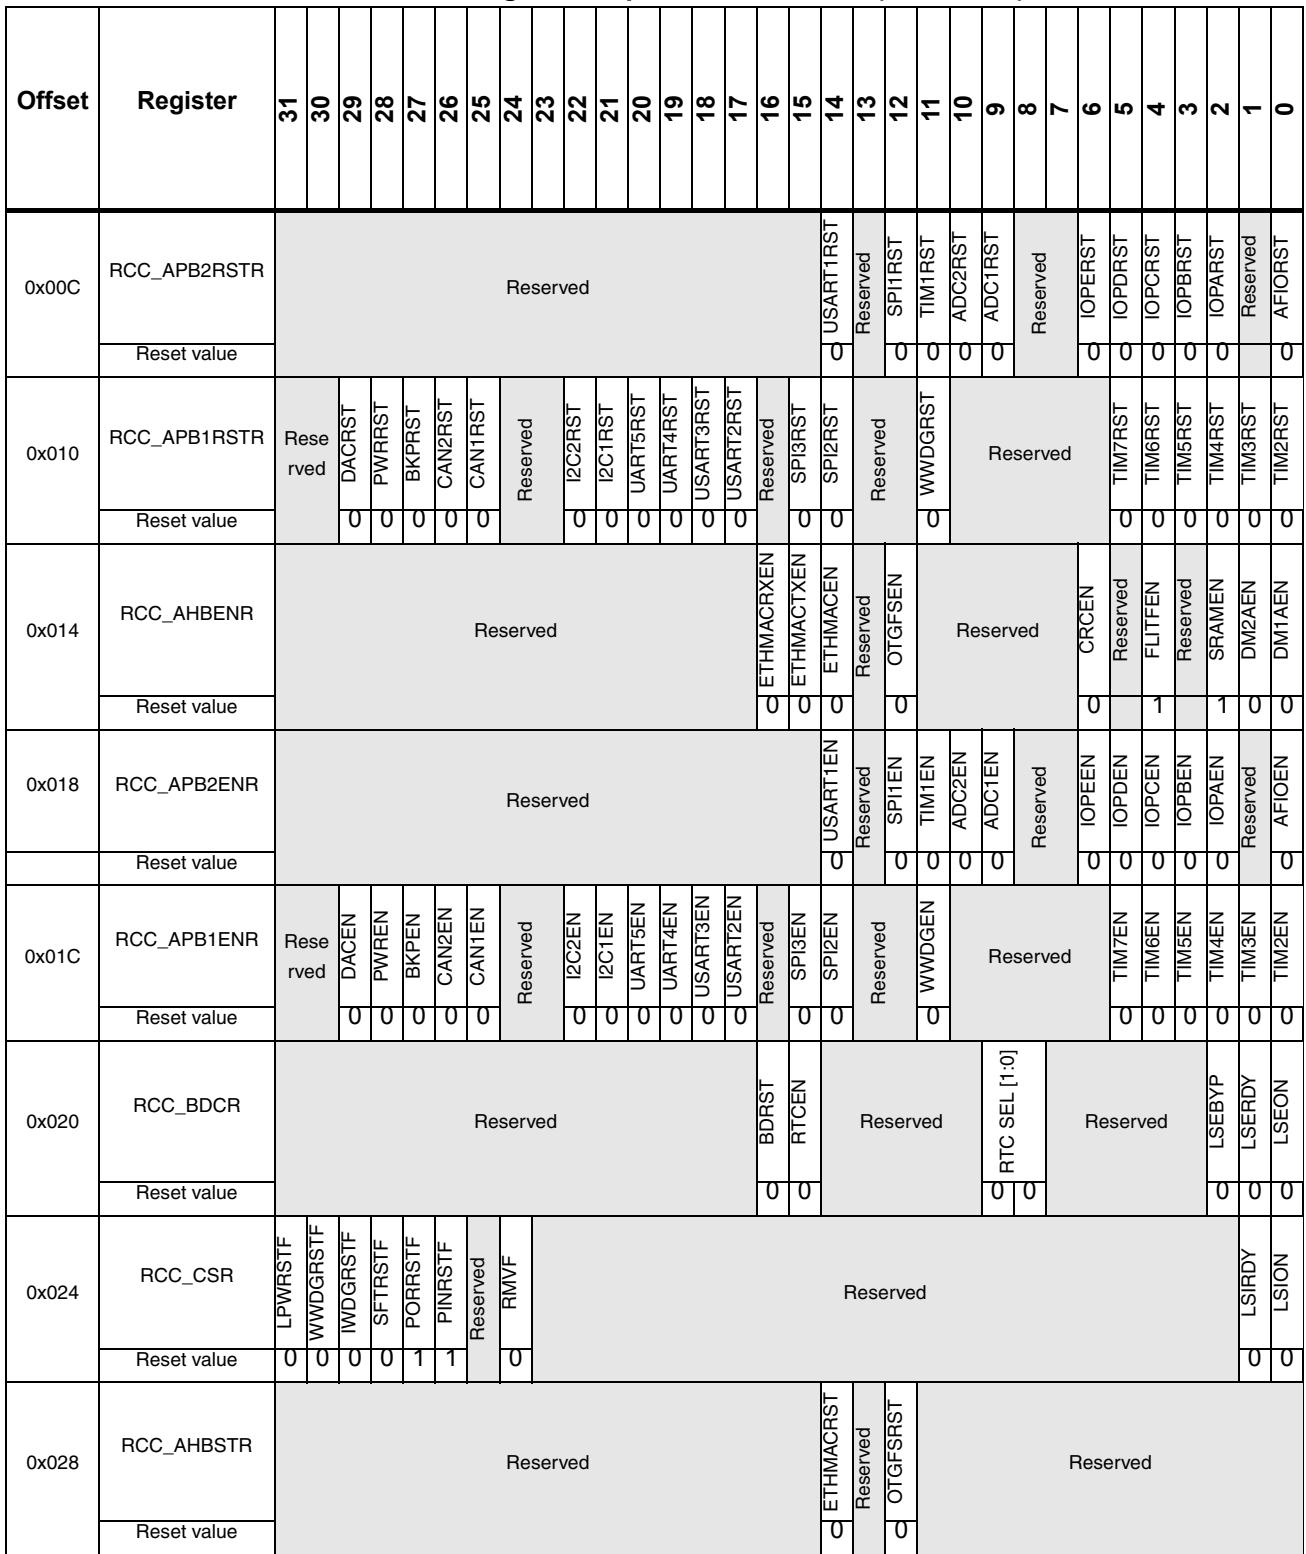 Offset Register 31 30 29 28 27 26 25 24 23 22 21 20 19 18 17 16 15 14 13 12 11 10 9 8 7 6 5 4 3 2 1 0
0x00C RCC_APB2RSTR Reserved USART1RST Reserved SPI1RST TIM1RST ADC2RST ADC1RST Reserved IOPERST IOPDRST IOPCRST IOPBRST IOPARST Reserved AFIORST
Reset value 0 0 0 0 0 0 0 0 0 0 0
0x010 RCC_APB1RSTR Rese
rved DACRST PWRRST BKPRST CAN2RST CAN1RST Reserved I2C2RST I2C1RST UART5RST UART4RST USART3RST USART2RST Reserved SPI3RST SPI2RST Reserved WWDGRST Reserved TIM7RST TIM6RST TIM5RST TIM4RST TIM3RST TIM2RST
Reset value 0 0 0 0 0 0 0 0 0 0 0 0 0 0 0 0 0 0 0 0
0x014 RCC_AHBENR Reserved ETHMACRXEN ETHMACTXEN ETHMACEN Reserved OTGFSEN Reserved CRCEN Reserved FLITFEN Reserved SRAMEN DM2AEN DM1AEN
Reset value 0 0 0 0 0 1 1 0 0
0x018 RCC_APB2ENR Reserved USART1EN Reserved SPI1EN TIM1EN ADC2EN ADC1EN Reserved IOPEEN IOPDEN IOPCEN IOPBEN IOPAEN Reserved AFIOEN
Reset value 0 0 0 0 0 0 0 0 0 0 0
0x01C RCC_APB1ENR Rese
rved DACEN PWREN BKPEN CAN2EN CAN1EN Reserved I2C2EN I2C1EN UART5EN UART4EN USART3EN USART2EN Reserved SPI3EN SPI2EN Reserved WWDGEN Reserved TIM7EN TIM6EN TIM5EN TIM4EN TIM3EN TIM2EN
Reset value 0 0 0 0 0 0 0 0 0 0 0 0 0 0 0 0 0 0 0 0
0x020 RCC_BDCR Reserved BDRST RTCEN Reserved RTC SEL [1:0] Reserved LSEBYP LSERDY LSEON
Reset value 0 0 0 0 0 0 0
0x024 RCC_CSR LPWRSTF WWDGRSTF IWDGRSTF SFTRSTF PORRSTF PINRSTF Reserved RMVF Reserved LSIRDY LSION
Reset value 0 0 0 0 1 1 0 0 0
0x028 RCC_AHBSTR Reserved ETHMACRST Reserved OTGFSRST Reserved
Reset value 0 0